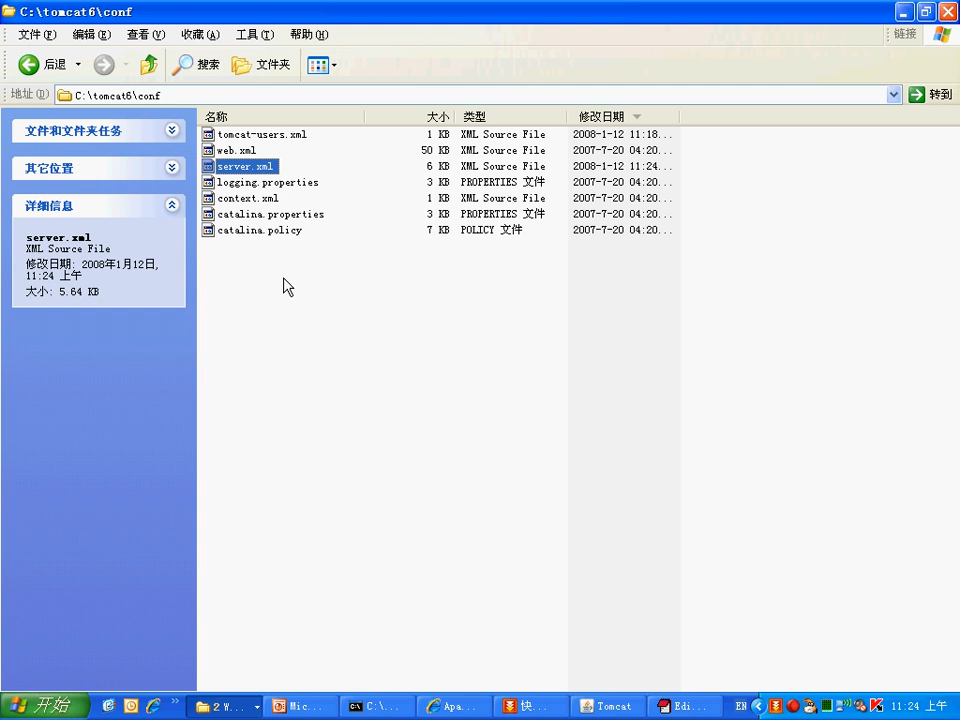 C:\tomcat6\conf
文件(F) 编辑(E) 查看(V) 收藏(A) 工具(T) 帮助(H) 链接
后退 搜索 文件夹
地址(D) C:\tomcat6\conf 转到
文件和文件夹任务
其它位置
详细信息
server.xml
XML Source File
修改日期: 2008年1月12日,
11:24 上午
大小: 5.64 KB
名称 大小 类型 修改日期
tomcat-users.xml 1 KB XML Source File 2008-1-12 11:18...
web.xml 50 KB XML Source File 2007-7-20 04:20...
server.xml 6 KB XML Source File 2008-1-12 11:24...
logging.properties 3 KB PROPERTIES 文件 2007-7-20 04:20...
context.xml 1 KB XML Source File 2007-7-20 04:20...
catalina.properties 3 KB PROPERTIES 文件 2007-7-20 04:20...
catalina.policy 7 KB POLICY 文件 2007-7-20 04:20...
开始 2 W... Mic... C:\... Apa... 快... Tomcat Edi... EN 11:24 上午